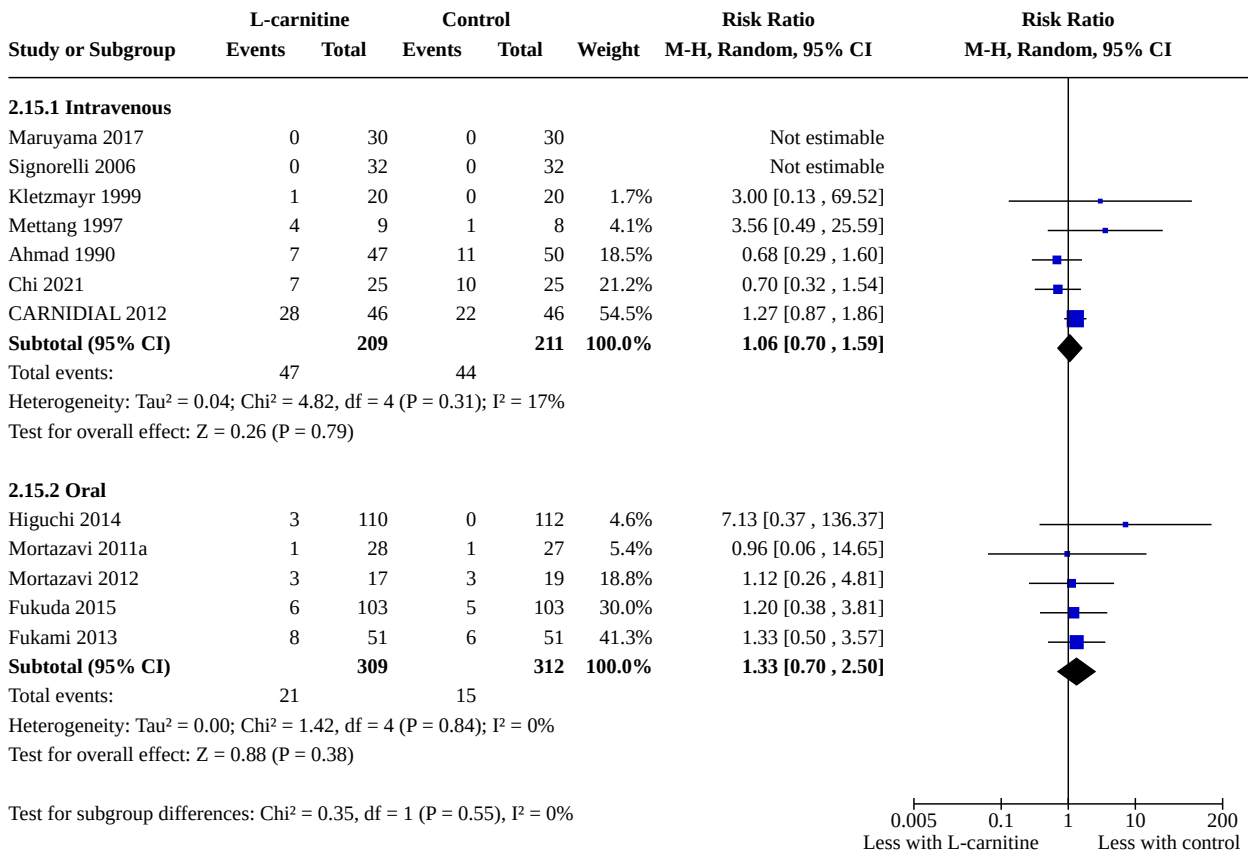 L-carnitine Control Risk Ratio Risk Ratio
Study or Subgroup Events Total Events Total Weight M-H, Random, 95% CI M-H, Random, 95% CI
2.15.1 Intravenous
Maruyama 2017 0 30 0 30 Not estimable
Signorelli 2006 0 32 0 32 Not estimable
Kletzmayr 1999 1 20 0 20 1.7% 3.00 [0.13 , 69.52]
Mettang 1997 4 9 1 8 4.1% 3.56 [0.49 , 25.59]
Ahmad 1990 7 47 11 50 18.5% 0.68 [0.29 , 1.60]
Chi 2021 7 25 10 25 21.2% 0.70 [0.32 , 1.54]
CARNIDIAL 2012 28 46 22 46 54.5% 1.27 [0.87 , 1.86]
Subtotal (95% CI) 209 211 100.0% 1.06 [0.70 , 1.59]
Total events: 47 44
Heterogeneity: Tau² = 0.04; Chi² = 4.82, df = 4 (P = 0.31); I² = 17%
Test for overall effect: Z = 0.26 (P = 0.79)
2.15.2 Oral
Higuchi 2014 3 110 0 112 4.6% 7.13 [0.37 , 136.37]
Mortazavi 2011a 1 28 1 27 5.4% 0.96 [0.06 , 14.65]
Mortazavi 2012 3 17 3 19 18.8% 1.12 [0.26 , 4.81]
Fukuda 2015 6 103 5 103 30.0% 1.20 [0.38 , 3.81]
Fukami 2013 8 51 6 51 41.3% 1.33 [0.50 , 3.57]
Subtotal (95% CI) 309 312 100.0% 1.33 [0.70 , 2.50]
Total events: 21 15
Heterogeneity: Tau² = 0.00; Chi² = 1.42, df = 4 (P = 0.84); I² = 0%
Test for overall effect: Z = 0.88 (P = 0.38)
Test for subgroup differences: Chi² = 0.35, df = 1 (P = 0.55), I² = 0%
0.005 0.1 1 10 200
Less with L-carnitine Less with control